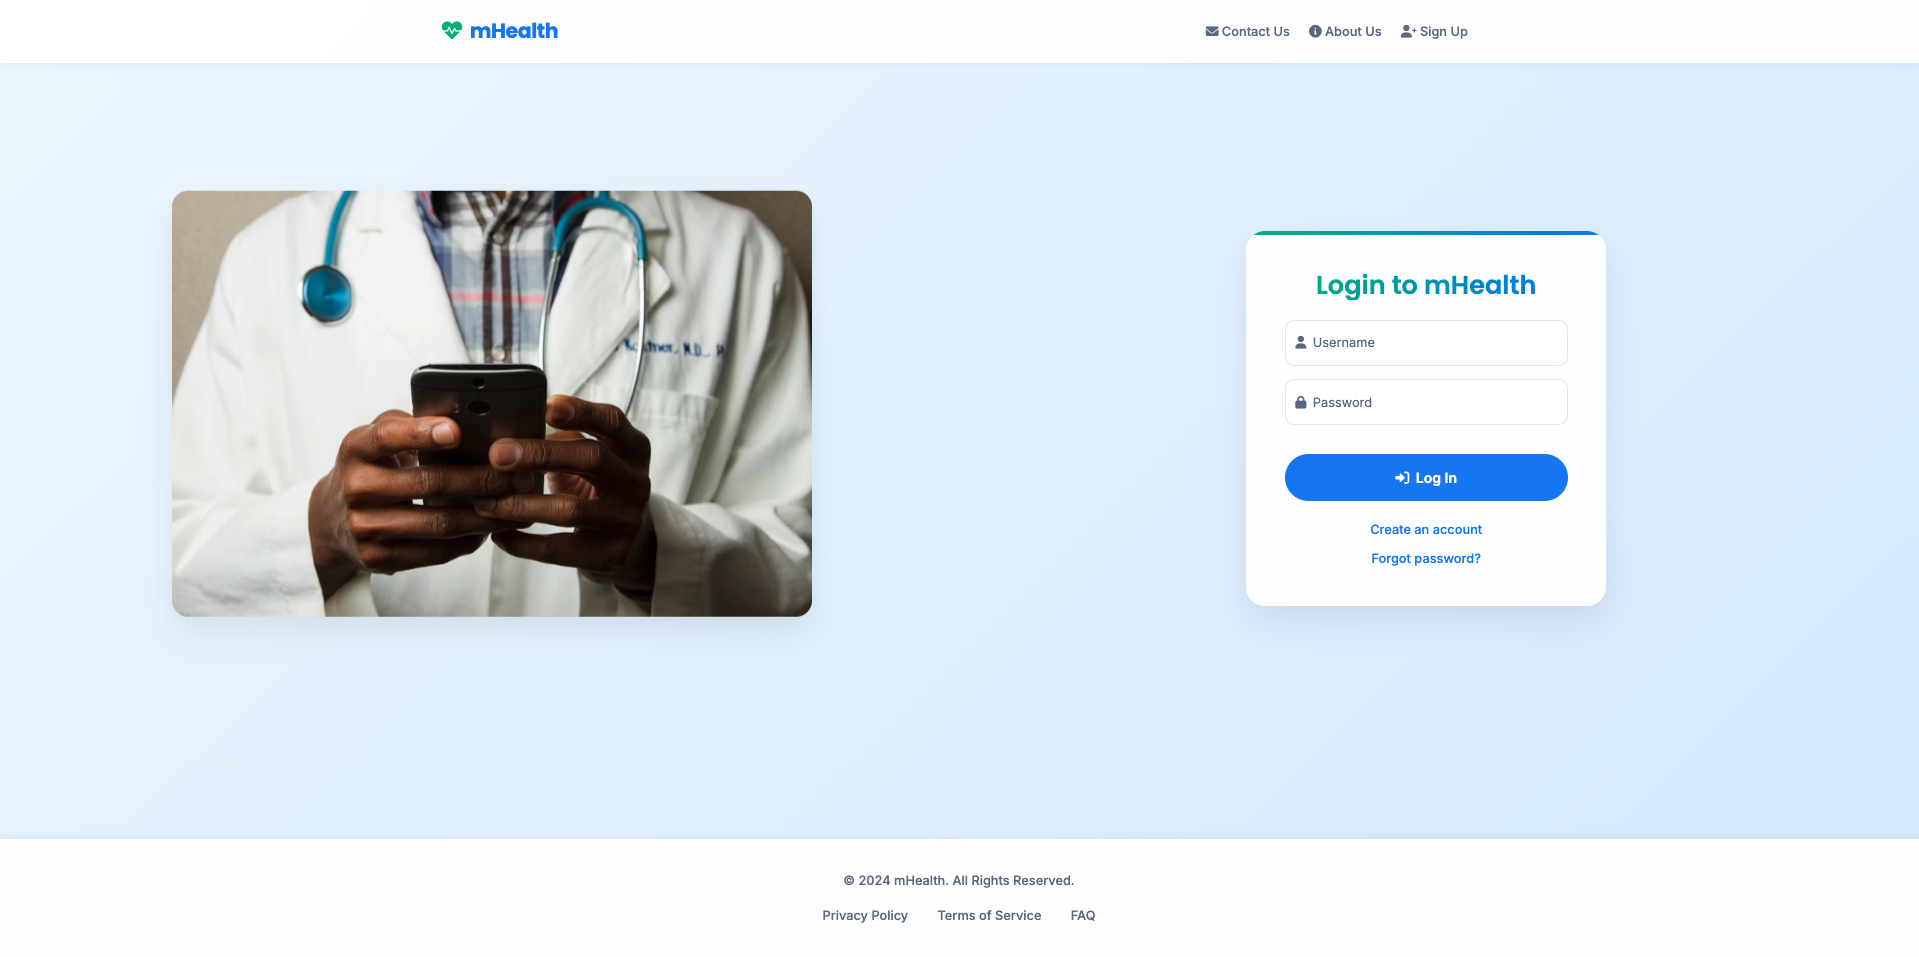 mHealth
Contact Us
About Us
Sign Up
Login to mHealth
Username
Password
Log In
Create an account
Forgot password?
© 2024 mHealth. All Rights Reserved.
Privacy Policy
Terms of Service
FAQ